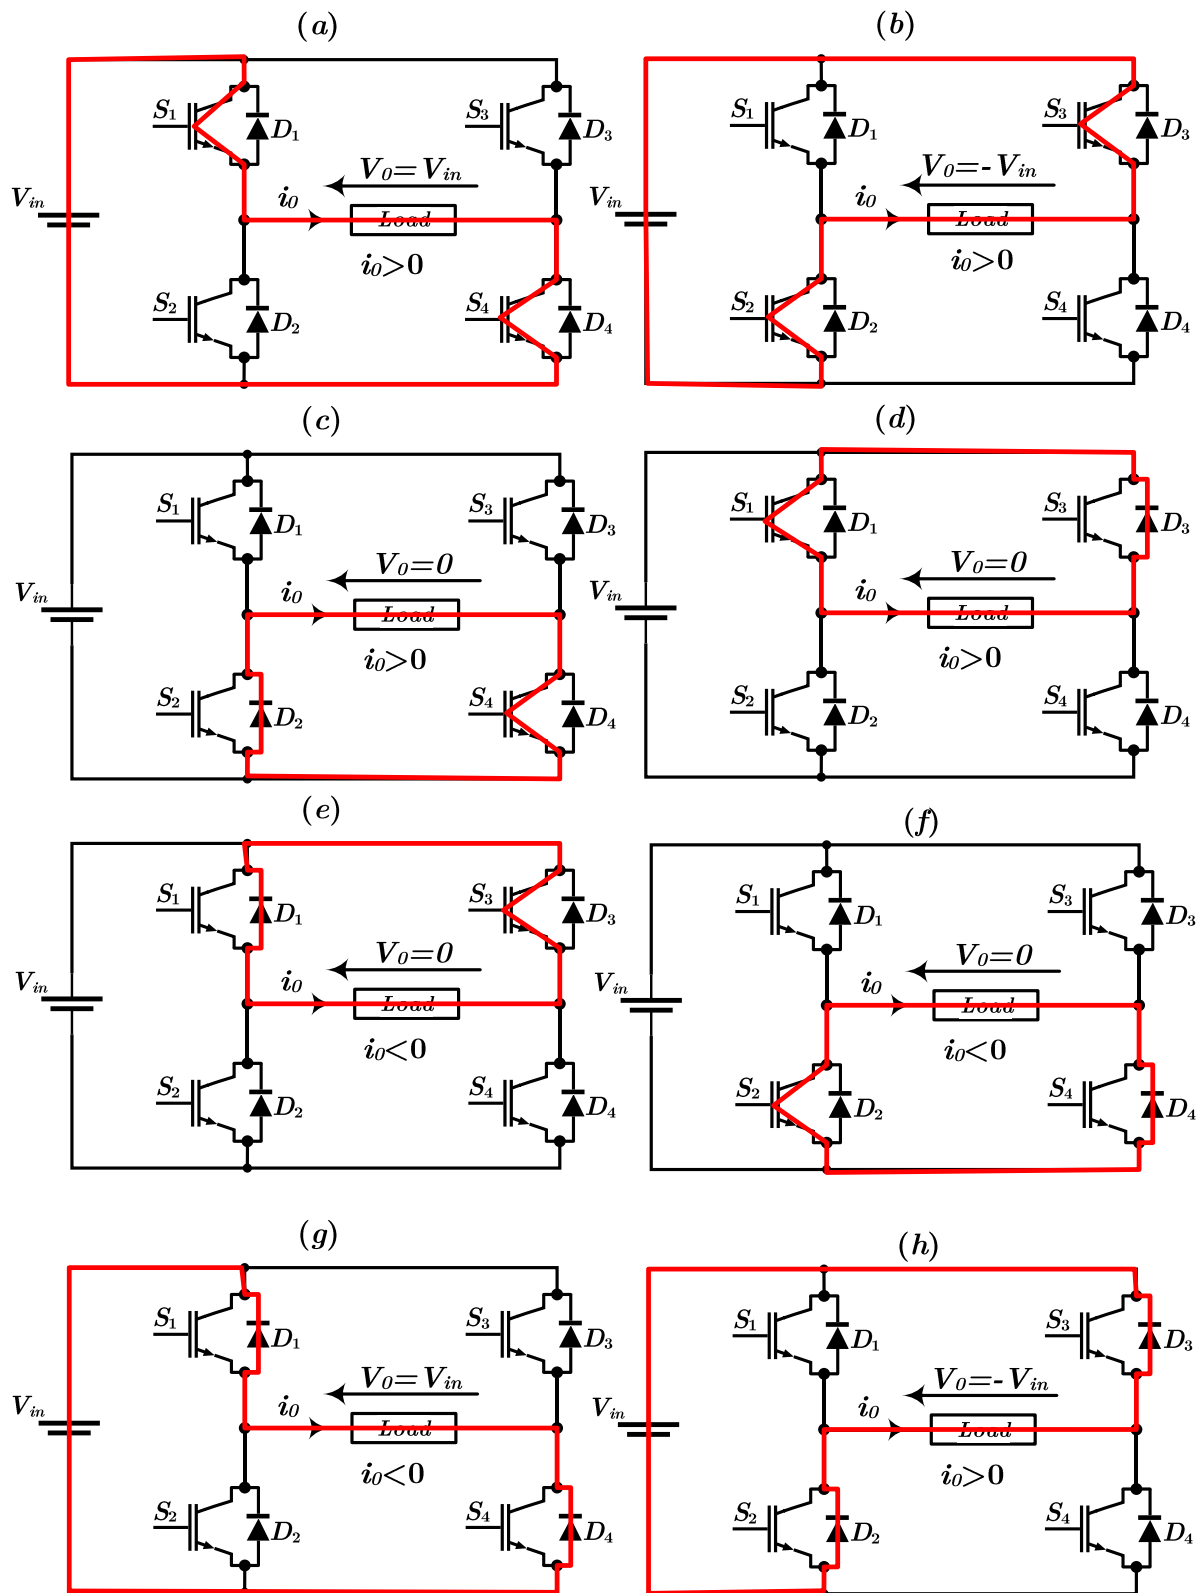 (a)
S1 D1 S3 D3
V0=Vin
Vin i0 Load
i0>0
S2 D2 S4 D4
(b)
S1 D1 S3 D3
V0=-Vin
Vin i0 Load
i0>0
S2 D2 S4 D4
(c)
S1 D1 S3 D3
V0=0
Vin i0 Load
i0>0
S2 D2 S4 D4
(d)
S1 D1 S3 D3
V0=0
Vin i0 Load
i0>0
S2 D2 S4 D4
(e)
S1 D1 S3 D3
V0=0
Vin i0 Load
i0<0
S2 D2 S4 D4
(f)
S1 D1 S3 D3
V0=0
Vin i0 Load
i0<0
S2 D2 S4 D4
(g)
S1 D1 S3 D3
V0=Vin
Vin i0 Load
i0<0
S2 D2 S4 D4
(h)
S1 D1 S3 D3
V0=-Vin
Vin i0 Load
i0>0
S2 D2 S4 D4